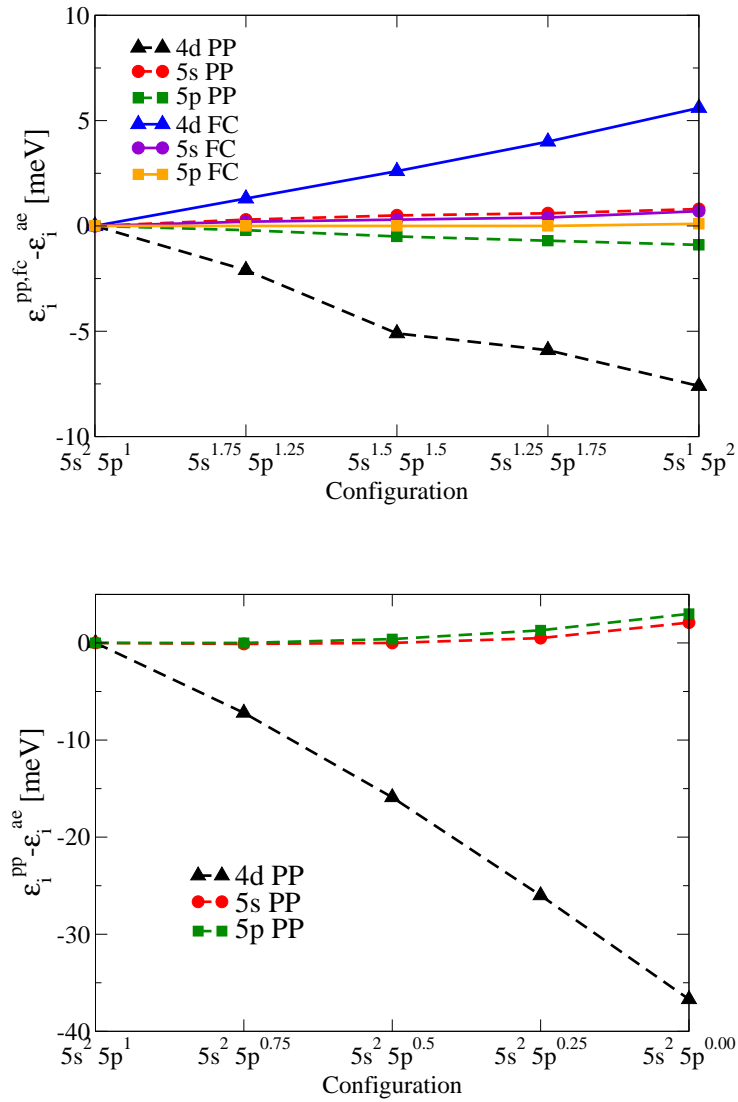 10
5
0
-5
-10
ε_i^pp,fc-ε_i^ae [meV]
4d PP
5s PP
5p PP
4d FC
5s FC
5p FC
5s^2 5p^1
5s^1.75 5p^1.25
5s^1.5 5p^1.5
5s^1.25 5p^1.75
5s^1 5p^2
Configuration
0
-10
-20
-30
-40
ε_i^pp-ε_i^ae [meV]
4d PP
5s PP
5p PP
5s^2 5p^1
5s^2 5p^0.75
5s^2 5p^0.5
5s^2 5p^0.25
5s^2 5p^0.00
Configuration